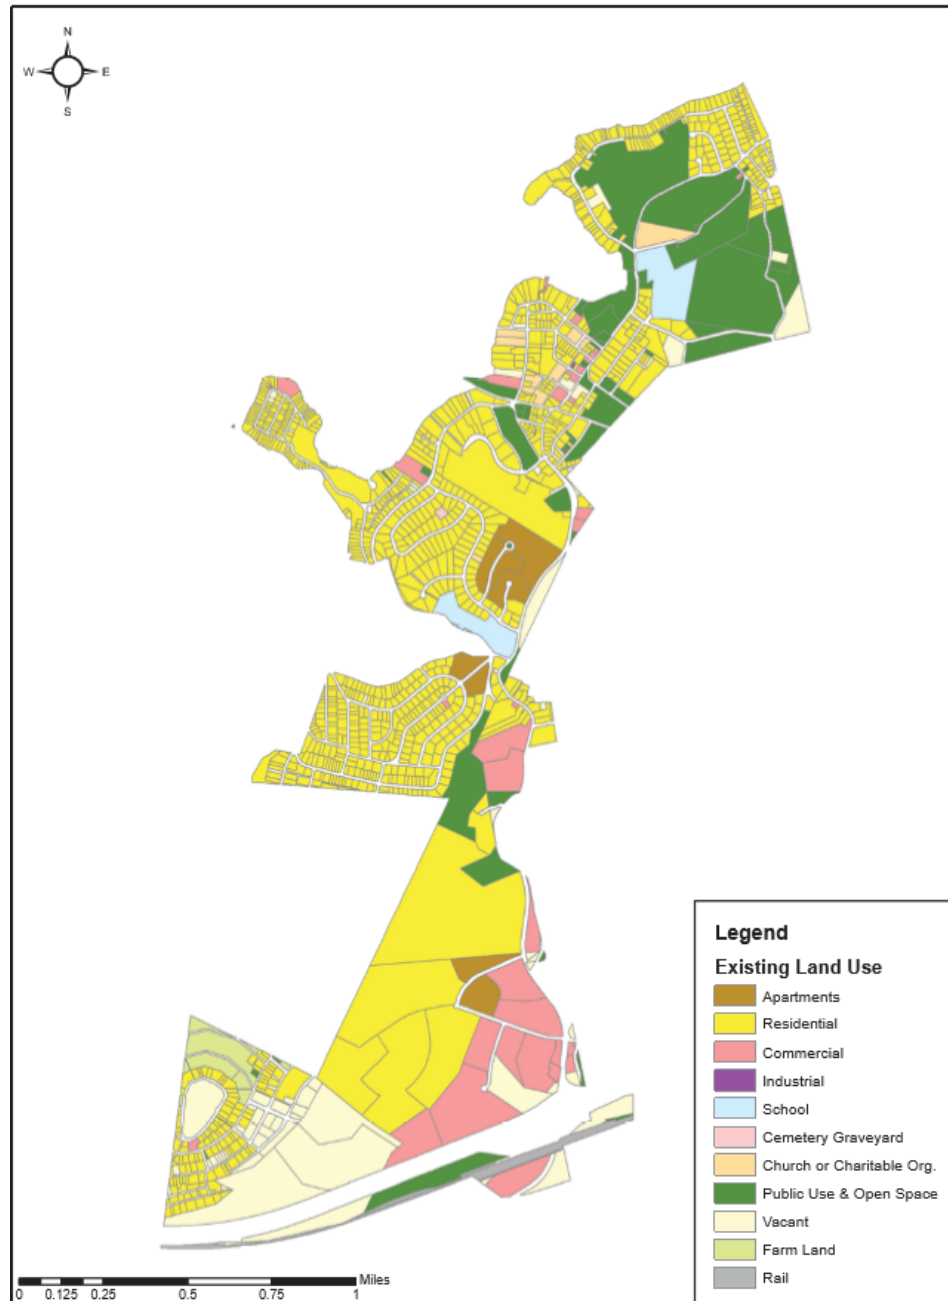 N
W E
S
Legend
Existing Land Use
Apartments
Residential
Commercial
Industrial
School
Cemetery Graveyard
Church or Charitable Org.
Public Use & Open Space
Vacant
Farm Land
Rail
Miles
0 0.125 0.25 0.5 0.75 1